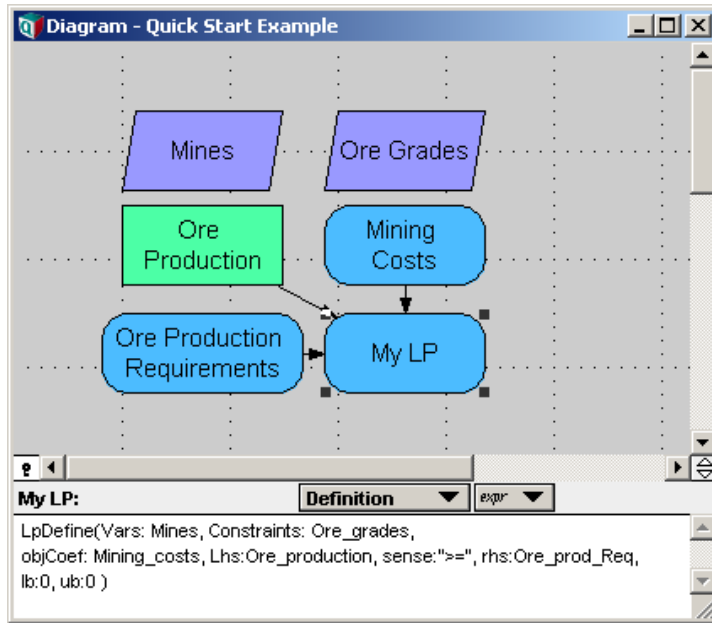 Diagram - Quick Start Example
Mines
Ore Grades
Ore
Production
Mining
Costs
Ore Production
Requirements
My LP
?
My LP:
Definition
expr
LpDefine(Vars: Mines, Constraints: Ore_grades,
objCoef: Mining_costs, Lhs:Ore_production, sense:">=", rhs:Ore_prod_Req,
lb:0, ub:0 )